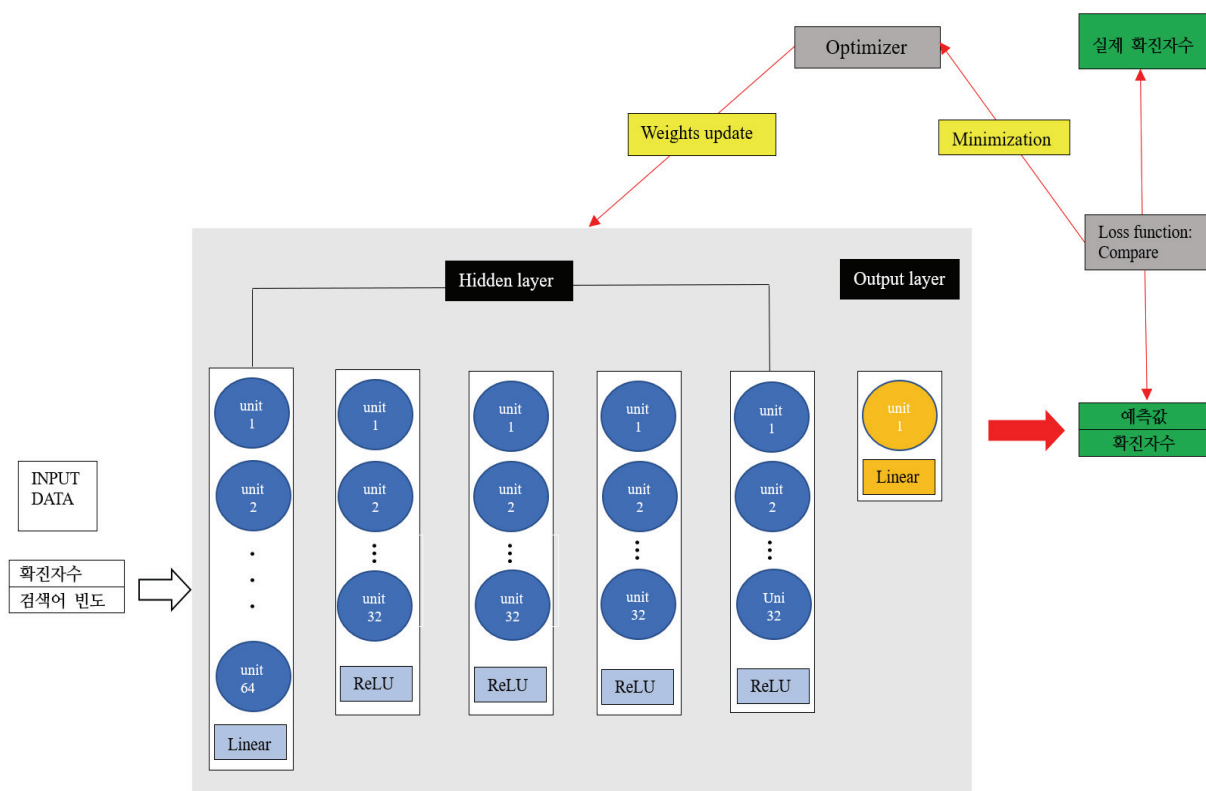 Optimizer
실제 확진자수
Weights update
Minimization
Loss function:
Compare
Hidden layer
Output layer
INPUT
DATA
확진자수
검색어 빈도
unit
1
unit
2
unit
64
Linear
unit
1
unit
2
unit
32
ReLU
unit
1
unit
2
unit
32
ReLU
unit
1
unit
2
unit
32
ReLU
unit
1
unit
2
Uni
32
ReLU
unit
1
Linear
예측값
확진자수